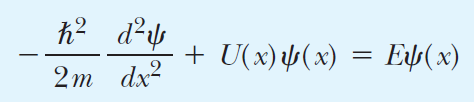 −ℏ²/2m d²ψ/dx² + U(x)ψ(x) = Eψ(x)